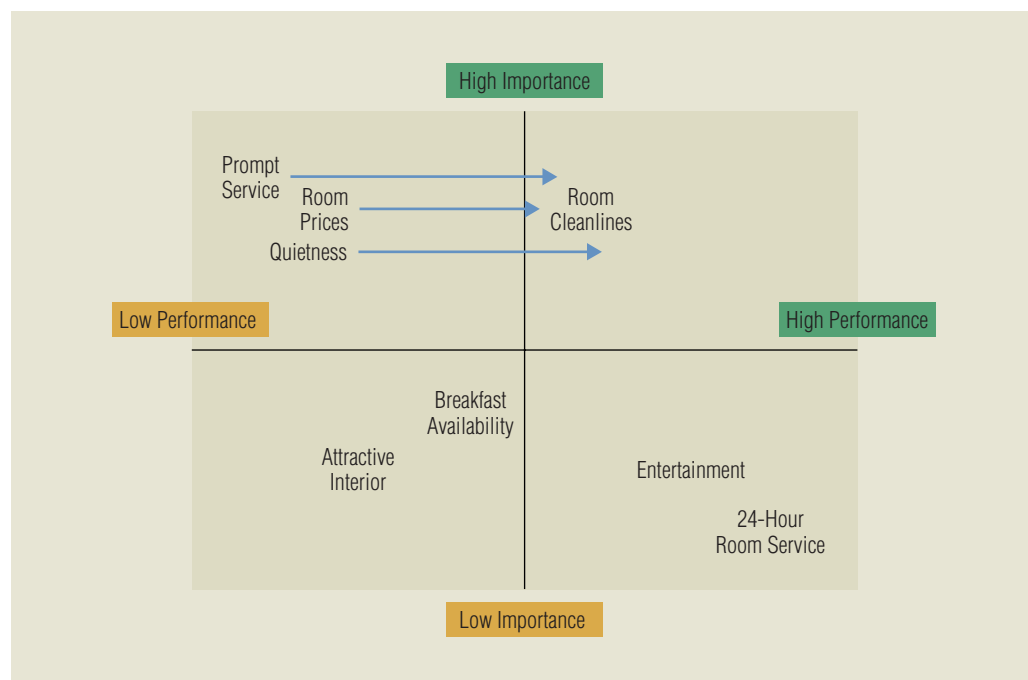 High Importance
Prompt
Service
Room
Prices
Room
Cleanlines
Quietness
Low Performance
High Performance
Breakfast
Availability
Attractive
Interior
Entertainment
24-Hour
Room Service
Low Importance